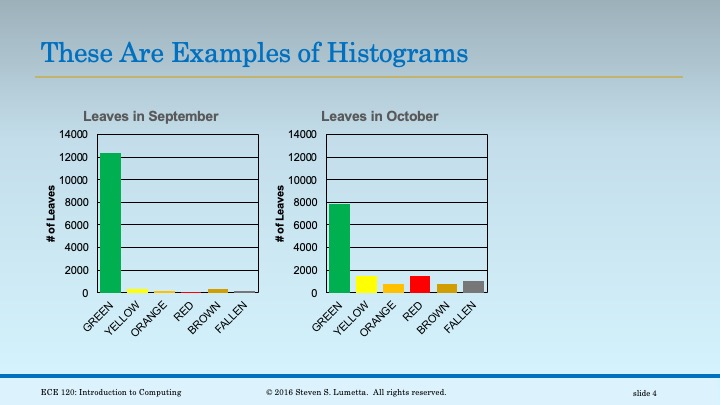 These Are Examples of Histograms
Leaves in September
14000
12000
10000
8000
6000
4000
2000
0
# of Leaves
GREEN
YELLOW
ORANGE
RED
BROWN
FALLEN
Leaves in October
14000
12000
10000
8000
6000
4000
2000
0
# of Leaves
GREEN
YELLOW
ORANGE
RED
BROWN
FALLEN
ECE 120: Introduction to Computing
© 2016 Steven S. Lumetta. All rights reserved.
slide 4